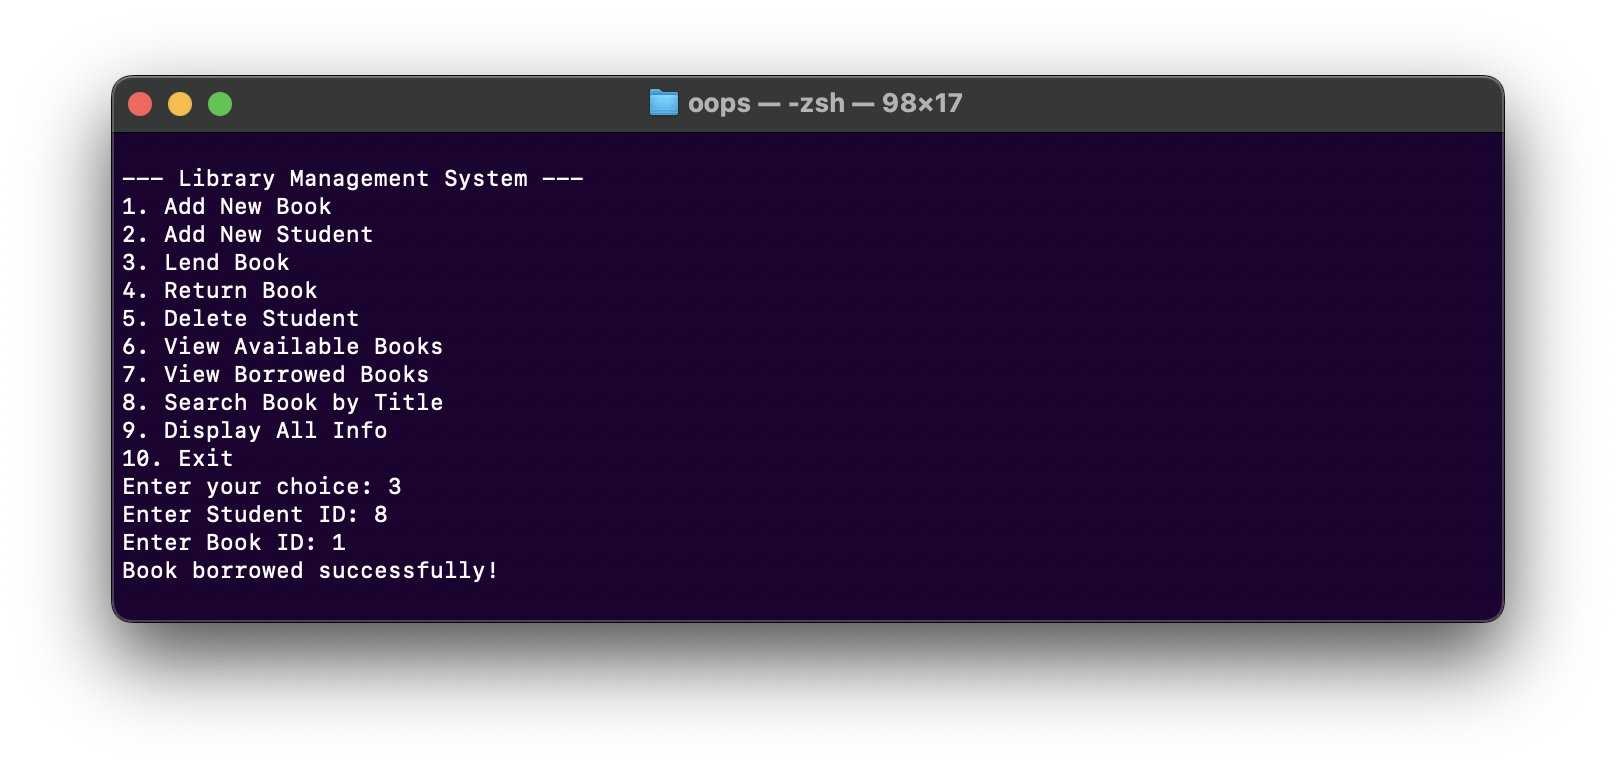 oops — -zsh — 98×17
--- Library Management System ---
1. Add New Book
2. Add New Student
3. Lend Book
4. Return Book
5. Delete Student
6. View Available Books
7. View Borrowed Books
8. Search Book by Title
9. Display All Info
10. Exit
Enter your choice: 3
Enter Student ID: 8
Enter Book ID: 1
Book borrowed successfully!